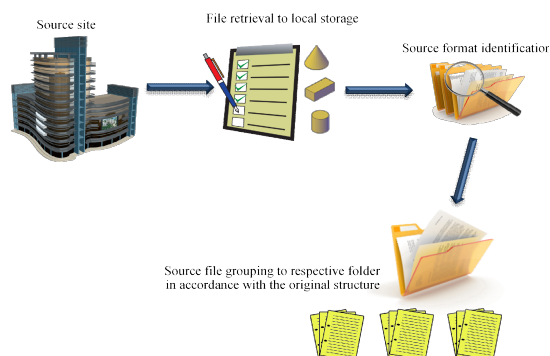 Source site
File retrieval to local storage
Source format identification
Source file grouping to respective folder
in accordance with the original structure